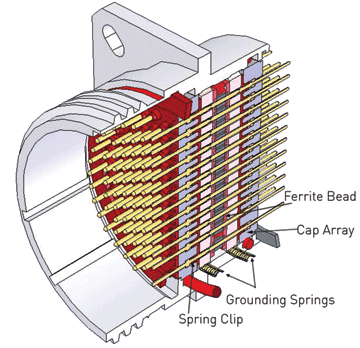 Ferrite Bead
Cap Array
Grounding Springs
Spring Clip